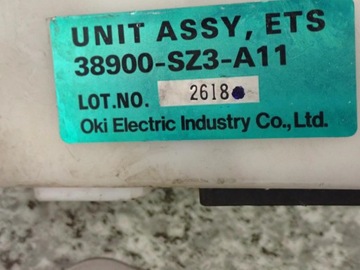 UNIT ASSY, ETS
38900-SZ3-A11
LOT.NO. 2618
Oki Electric Industry Co., Ltd.